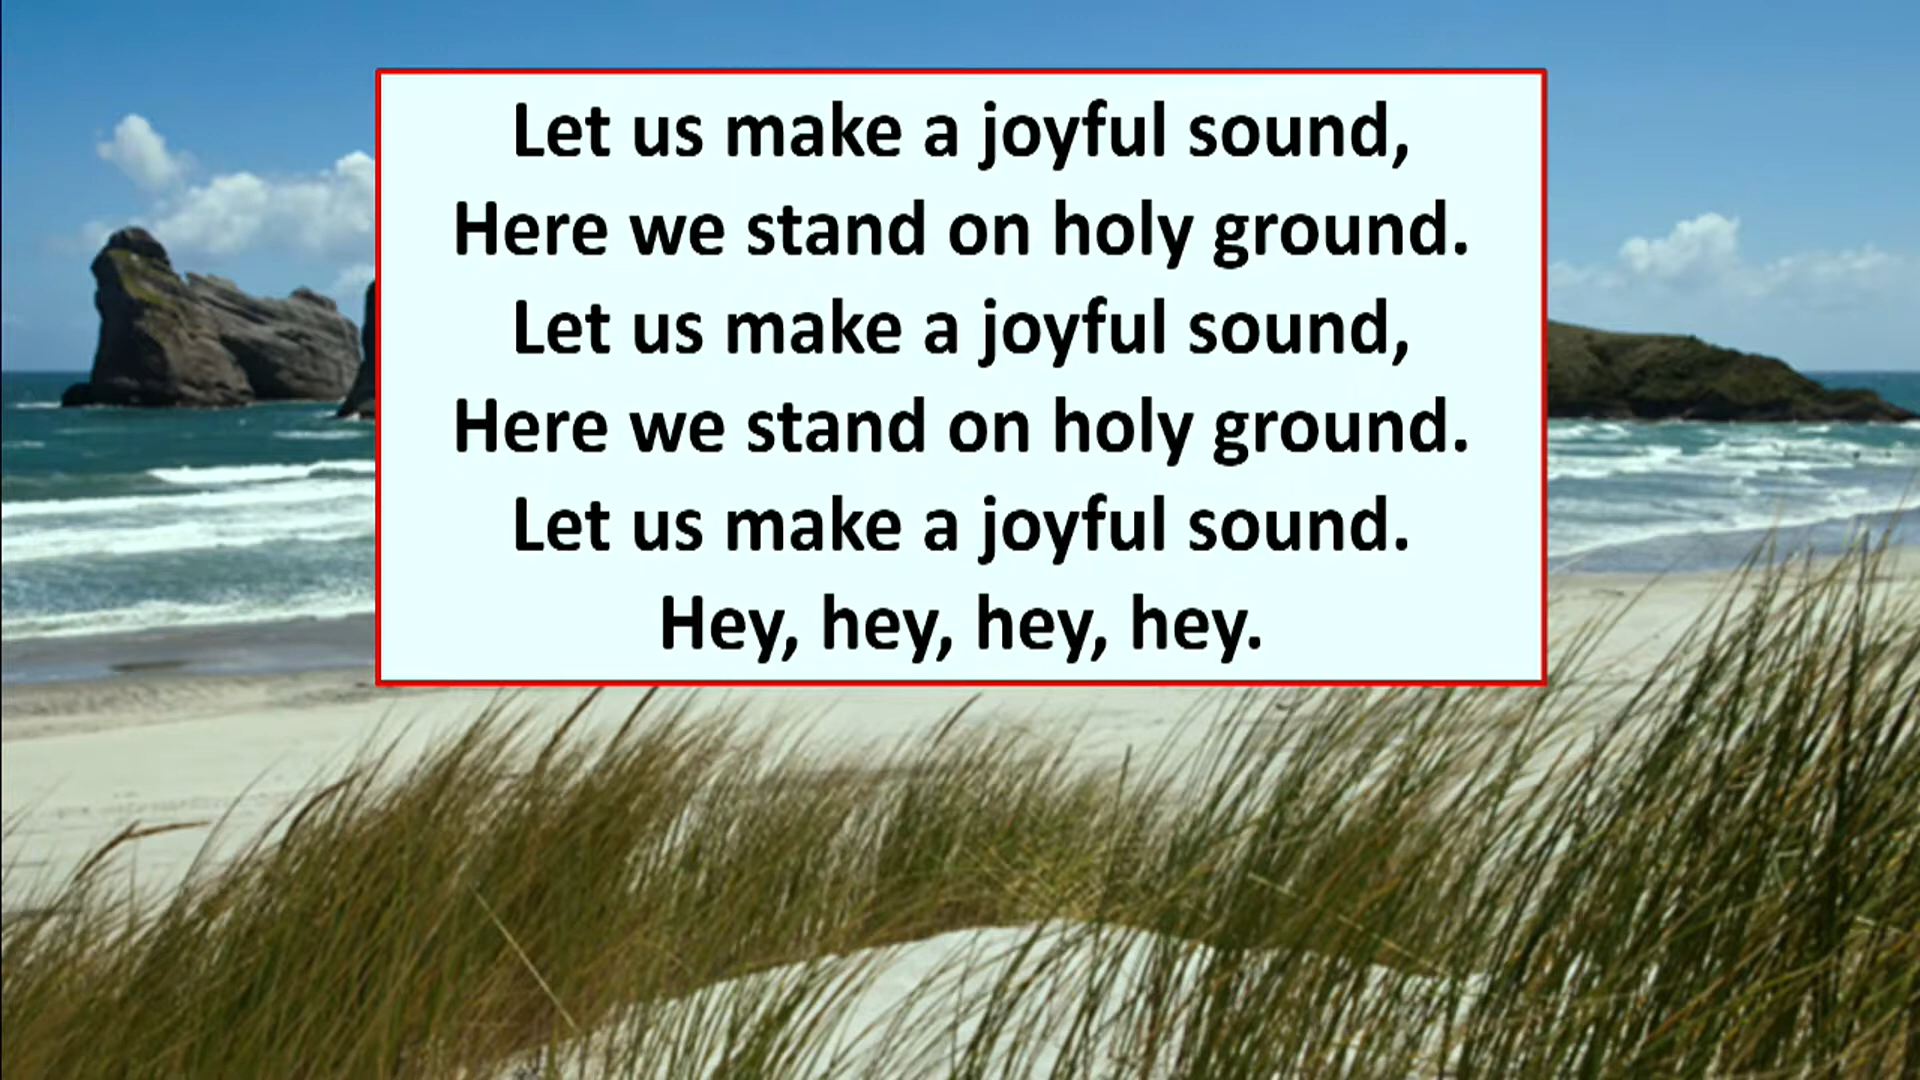 Let us make a joyful sound,
Here we stand on holy ground.
Let us make a joyful sound,
Here we stand on holy ground.
Let us make a joyful sound.
Hey, hey, hey, hey.